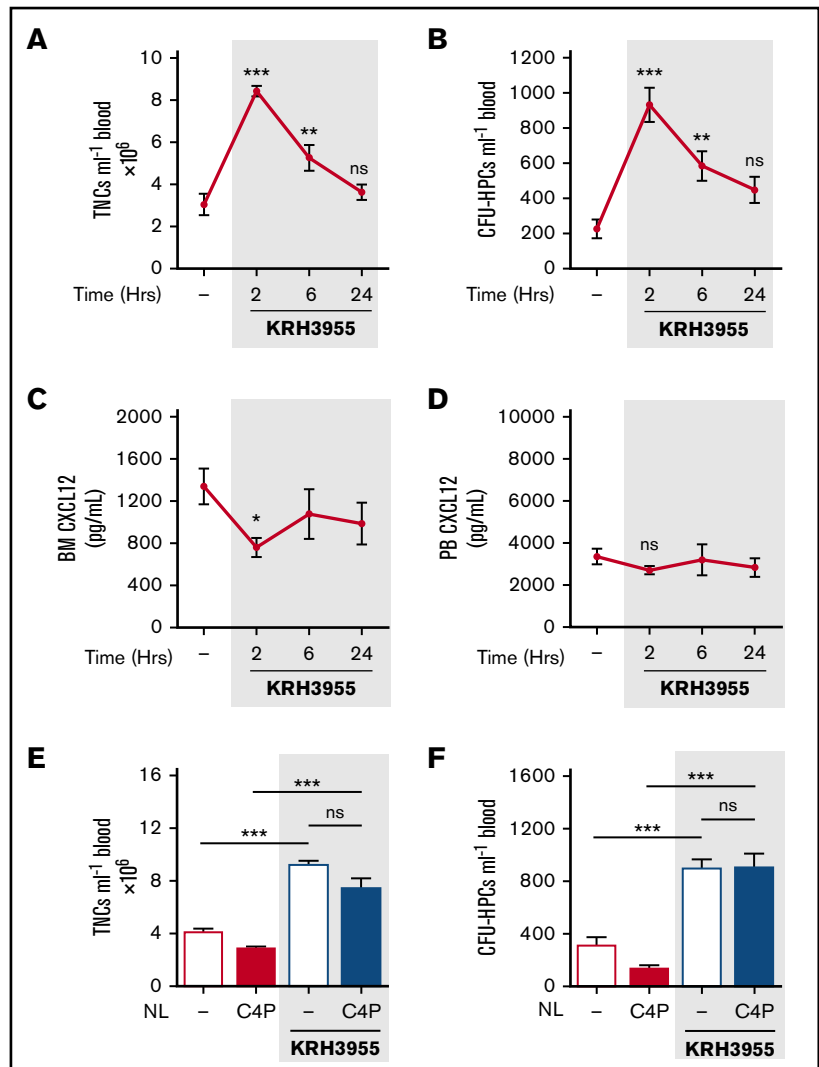 A
TNCs ml⁻¹ blood
×10⁶
10
8
6
4
2
0
***
**
ns
Time (Hrs)
– 2 6 24
KRH3955
B
CFU-HPCs ml⁻¹ blood
1200
1000
800
600
400
200
0
***
**
ns
Time (Hrs)
– 2 6 24
KRH3955
C
BM CXCL12
(pg/mL)
2000
1600
1200
800
400
0
*
Time (Hrs)
– 2 6 24
KRH3955
D
PB CXCL12
(pg/mL)
10000
8000
6000
4000
2000
0
ns
Time (Hrs)
– 2 6 24
KRH3955
E
TNCs ml⁻¹ blood
×10⁶
16
12
8
4
0
***
ns
***
NL – C4P – C4P
KRH3955
F
CFU-HPCs ml⁻¹ blood
1600
1200
800
400
0
***
ns
***
NL – C4P – C4P
KRH3955